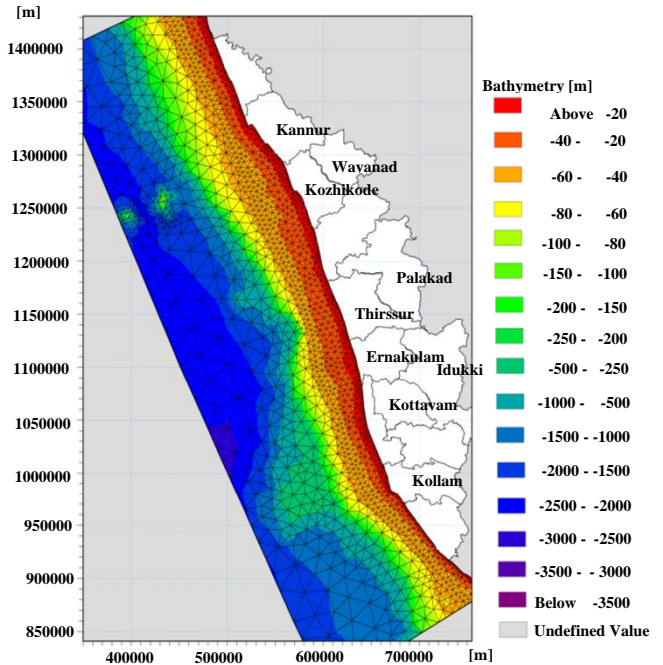 [m]
1400000
1350000
1300000
1250000
1200000
1150000
1100000
1050000
1000000
950000
900000
850000
400000 500000 600000 700000 [m]
Kannur
Wayanad
Kozhikode
Palakad
Thirssur
Ernakulam
Idukki
Kottavam
Kollam
Bathymetry [m]
Above -20
-40 - -20
-60 - -40
-80 - -60
-100 - -80
-150 - -100
-200 - -150
-250 - -200
-500 - -250
-1000 - -500
-1500 - -1000
-2000 - -1500
-2500 - -2000
-3000 - -2500
-3500 - - 3000
Below -3500
Undefined Value